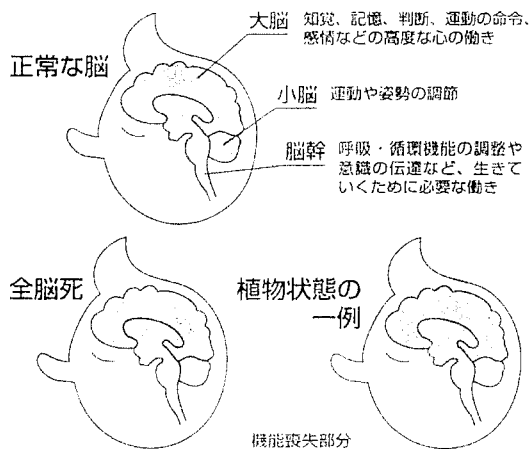 正常な脳
大脳 知覚、記憶、判断、運動の命令、
感情などの高度な心の働き
小脳 運動や姿勢の調節
脳幹 呼吸・循環機能の調整や
意識の伝達など、生きて
いくために必要な働き
全脳死
植物状態の
一例
機能喪失部分